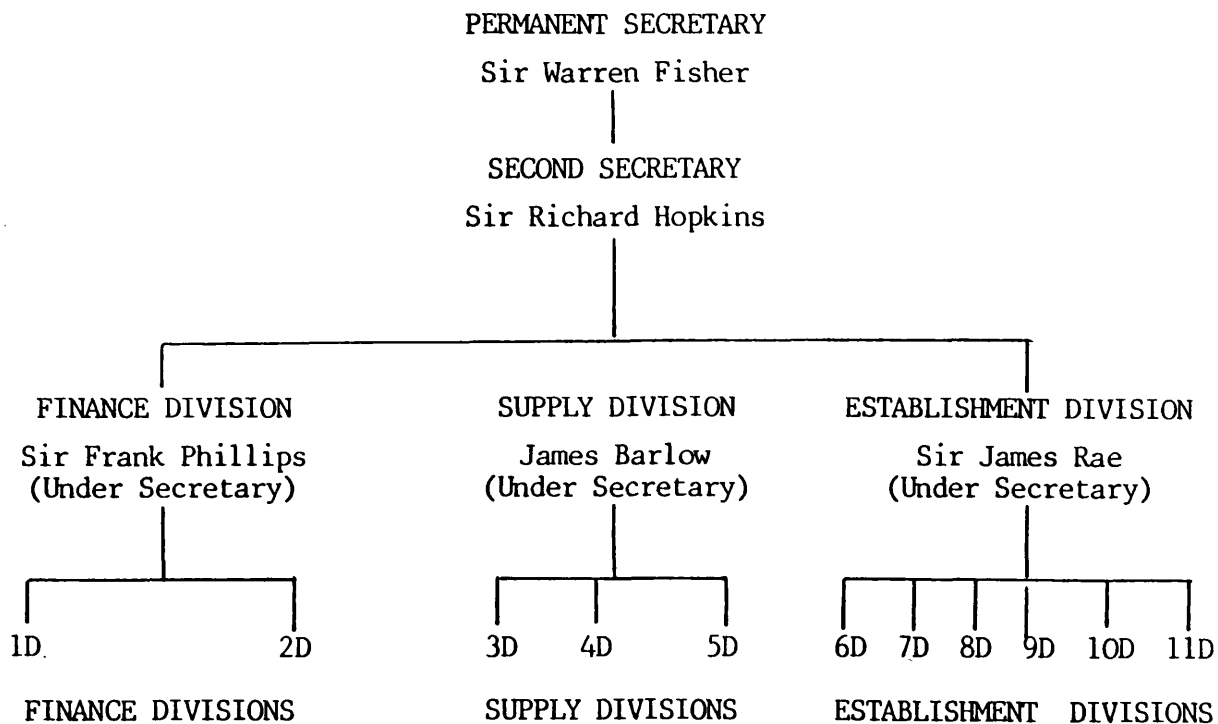 PERMANENT SECRETARY
Sir Warren Fisher
SECOND SECRETARY
Sir Richard Hopkins
FINANCE DIVISION
Sir Frank Phillips
(Under Secretary)
SUPPLY DIVISION
James Barlow
(Under Secretary)
ESTABLISHMENT DIVISION
Sir James Rae
(Under Secretary)
1D. 2D
3D 4D 5D
6D 7D 8D 9D 10D 11D
FINANCE DIVISIONS
SUPPLY DIVISIONS
ESTABLISHMENT DIVISIONS